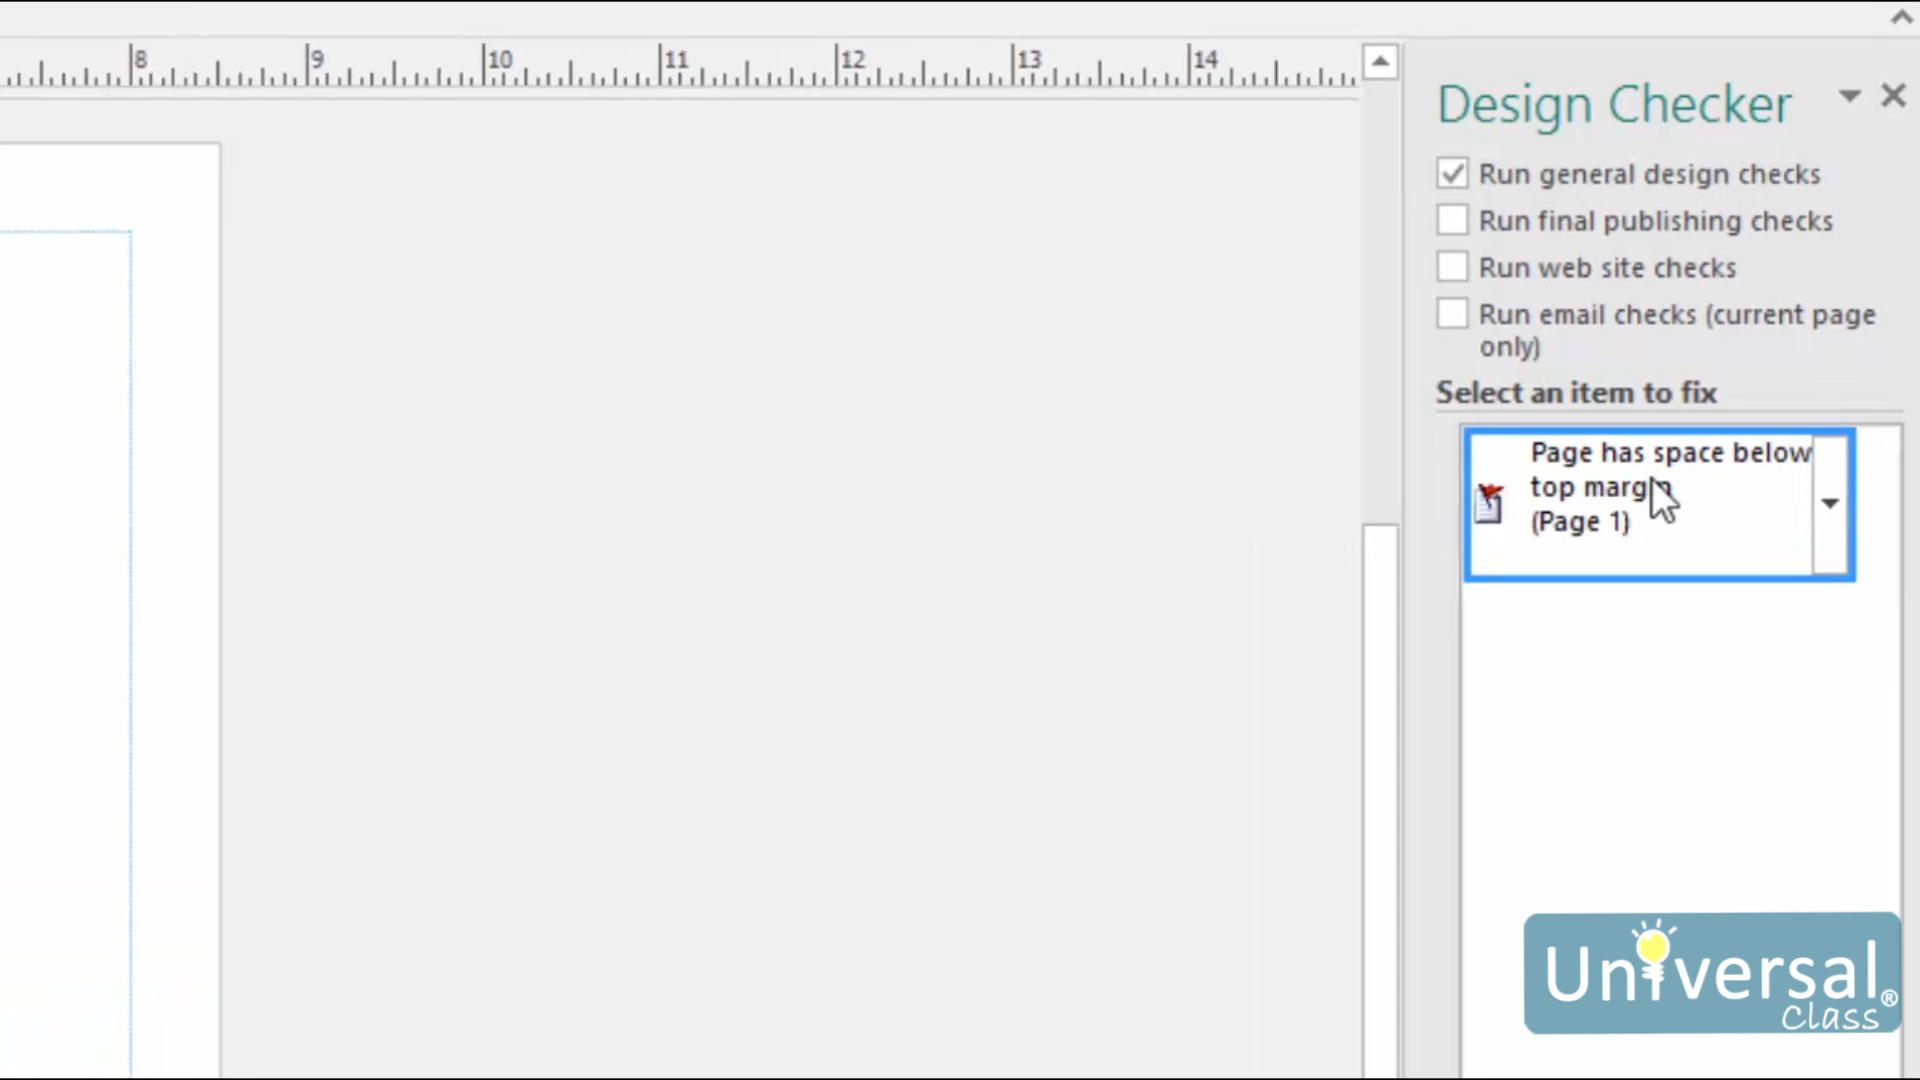 8 9 10 11 12 13 14
Design Checker
Run general design checks
Run final publishing checks
Run web site checks
Run email checks (current page
only)
Select an item to fix
Page has space below
top margin
(Page 1)
Universal®
Class